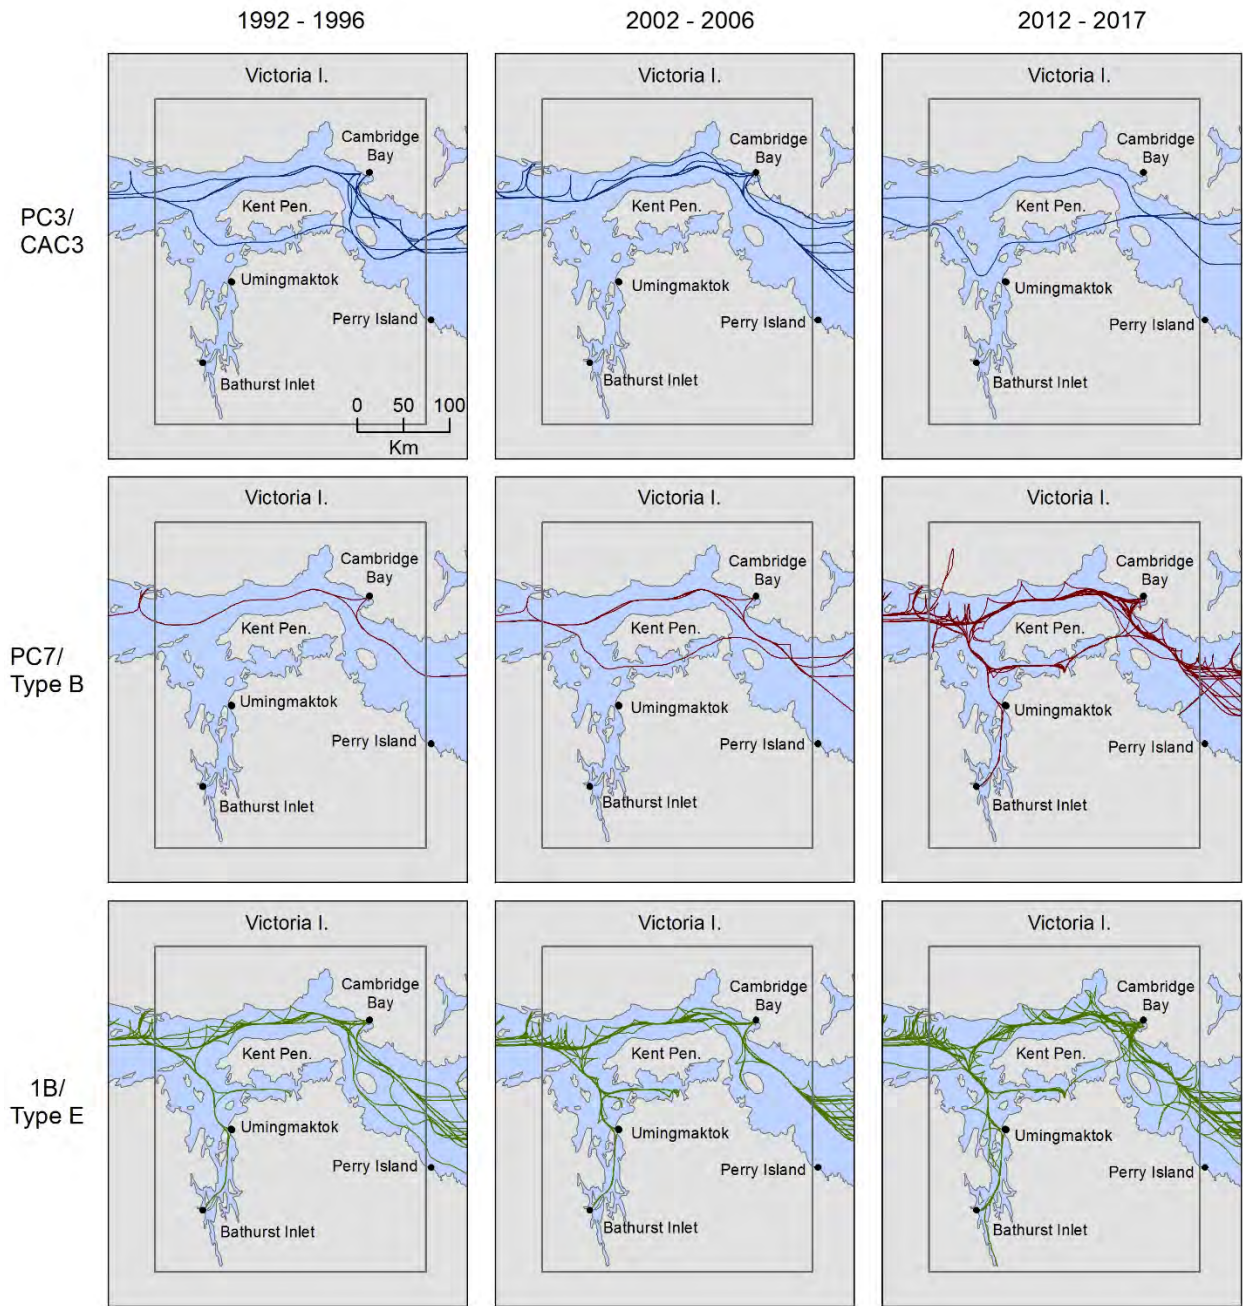 1992 - 1996
2002 - 2006
2012 - 2017
PC3/
CAC3
Victoria I.
Cambridge
Bay
Kent Pen.
Umingmaktok
Perry Island
Bathurst Inlet
0 50 100
Km
Victoria I.
Cambridge
Bay
Kent Pen.
Umingmaktok
Perry Island
Bathurst Inlet
Victoria I.
Cambridge
Bay
Kent Pen.
Umingmaktok
Perry Island
Bathurst Inlet
PC7/
Type B
Victoria I.
Cambridge
Bay
Kent Pen.
Umingmaktok
Perry Island
Bathurst Inlet
Victoria I.
Cambridge
Bay
Kent Pen.
Umingmaktok
Perry Island
Bathurst Inlet
Victoria I.
Cambridge
Bay
Kent Pen.
Umingmaktok
Perry Island
Bathurst Inlet
1B/
Type E
Victoria I.
Cambridge
Bay
Kent Pen.
Umingmaktok
Perry Island
Bathurst Inlet
Victoria I.
Cambridge
Bay
Kent Pen.
Umingmaktok
Perry Island
Bathurst Inlet
Victoria I.
Cambridge
Bay
Kent Pen.
Umingmaktok
Perry Island
Bathurst Inlet